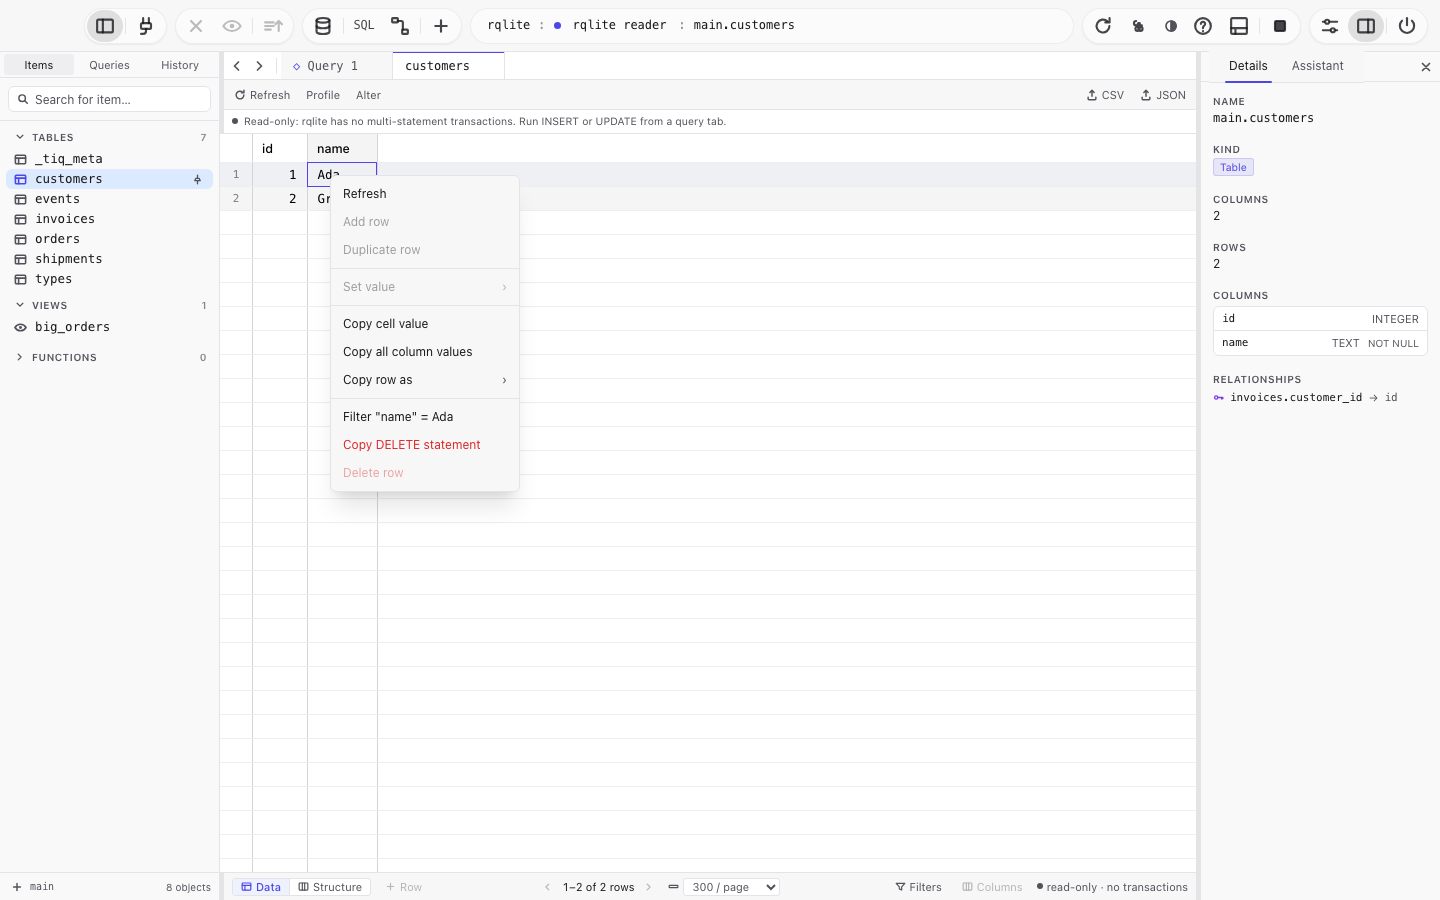 SQL
rqlite : rqlite reader : main.customers
Items Queries History
Search for item...
TABLES 7
_tiq_meta
customers
events
invoices
orders
shipments
types
VIEWS 1
big_orders
FUNCTIONS 0
main 8 objects
Query 1 customers
Refresh Profile Alter CSV JSON
Read-only: rqlite has no multi-statement transactions. Run INSERT or UPDATE from a query tab.
id name
1 1 Ada
2 2 Gr
Refresh
Add row
Duplicate row
Set value
Copy cell value
Copy all column values
Copy row as
Filter "name" = Ada
Copy DELETE statement
Delete row
Data Structure + Row 1–2 of 2 rows 300 / page Filters Columns read-only · no transactions
Details Assistant
NAME
main.customers
KIND
Table
COLUMNS
2
ROWS
2
COLUMNS
id INTEGER
name TEXT NOT NULL
RELATIONSHIPS
invoices.customer_id → id